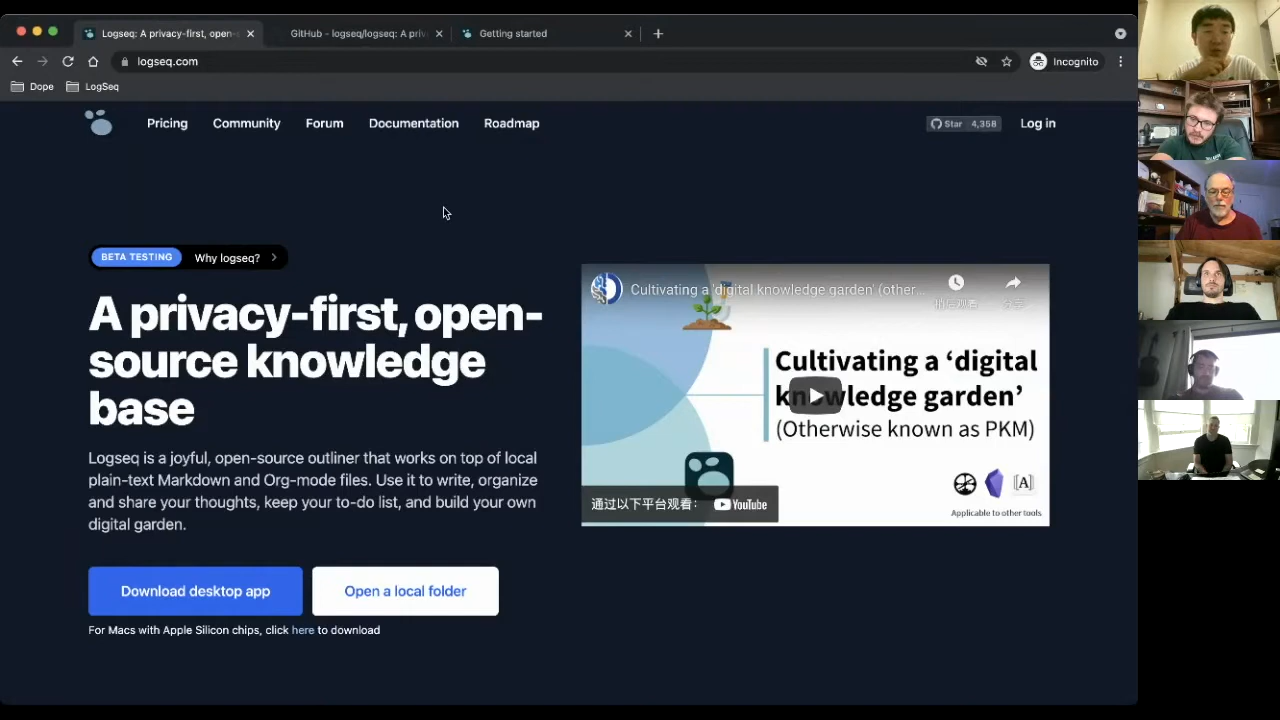 Logseq: A privacy-first, open-
GitHub - logseq/logseq: A priv
Getting started
logseq.com
Incognito
Dope
LogSeq
Pricing
Community
Forum
Documentation
Roadmap
Star
4,358
Log in
BETA TESTING
Why logseq?
A privacy-first, open-
source knowledge
base
Logseq is a joyful, open-source outliner that works on top of local
plain-text Markdown and Org-mode files. Use it to write, organize
and share your thoughts, keep your to-do list, and build your own
digital garden.
Download desktop app
Open a local folder
For Macs with Apple Silicon chips, click here to download
Cultivating a 'digital knowledge garden' (other...
稍后观看
分享
Cultivating a ‘digital
knowledge garden’
(Otherwise known as PKM)
[A]
Applicable to other tools
通过以下平台观看：
YouTube